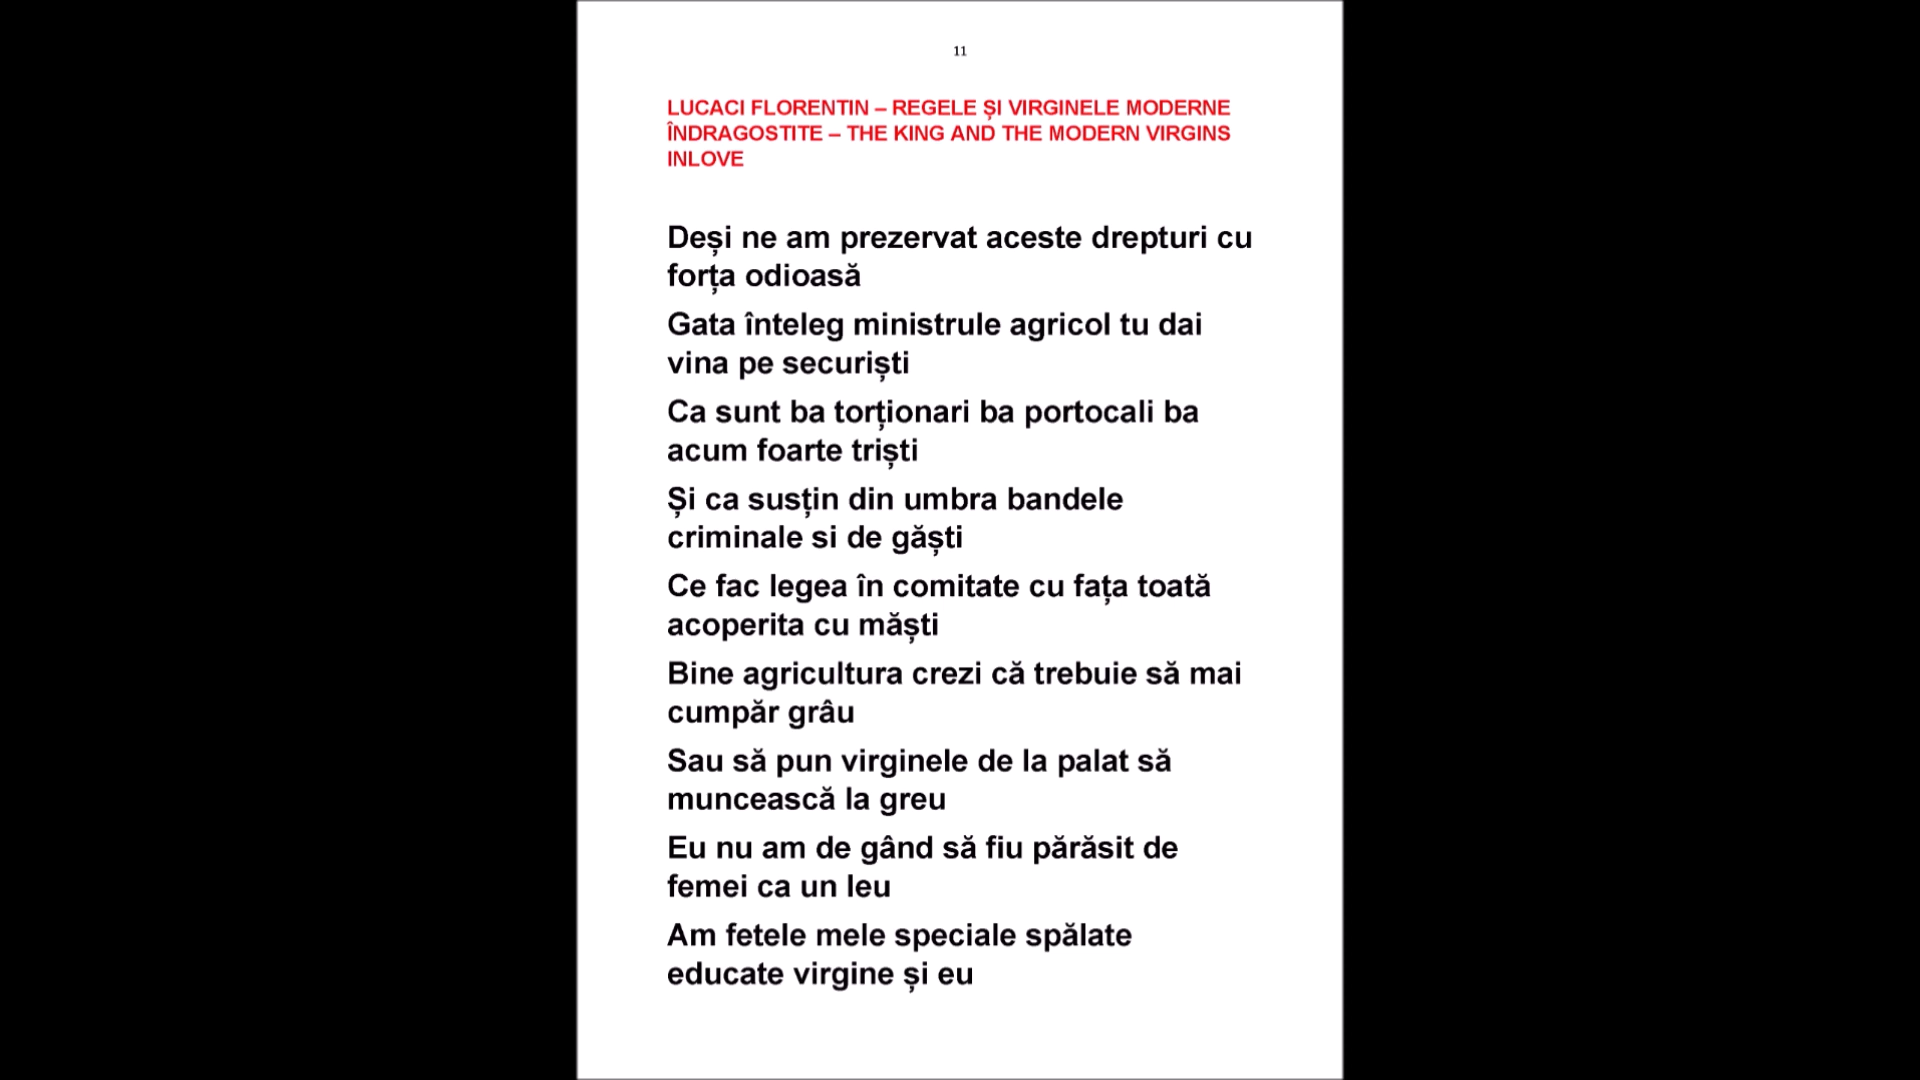 11
LUCACI FLORENTIN – REGELE ȘI VIRGINELE MODERNE
ÎNDRAGOSTITE – THE KING AND THE MODERN VIRGINS
INLOVE
Deși ne am prezervat aceste drepturi cu
forța odioasă
Gata înteleg ministrule agricol tu dai
vina pe securiști
Ca sunt ba torționari ba portocali ba
acum foarte triști
Și ca susțin din umbra bandele
criminale si de găști
Ce fac legea în comitate cu fața toată
acoperita cu măști
Bine agricultura crezi că trebuie să mai
cumpăr grâu
Sau să pun virginele de la palat să
muncească la greu
Eu nu am de gând să fiu părăsit de
femei ca un leu
Am fetele mele speciale spălate
educate virgine și eu